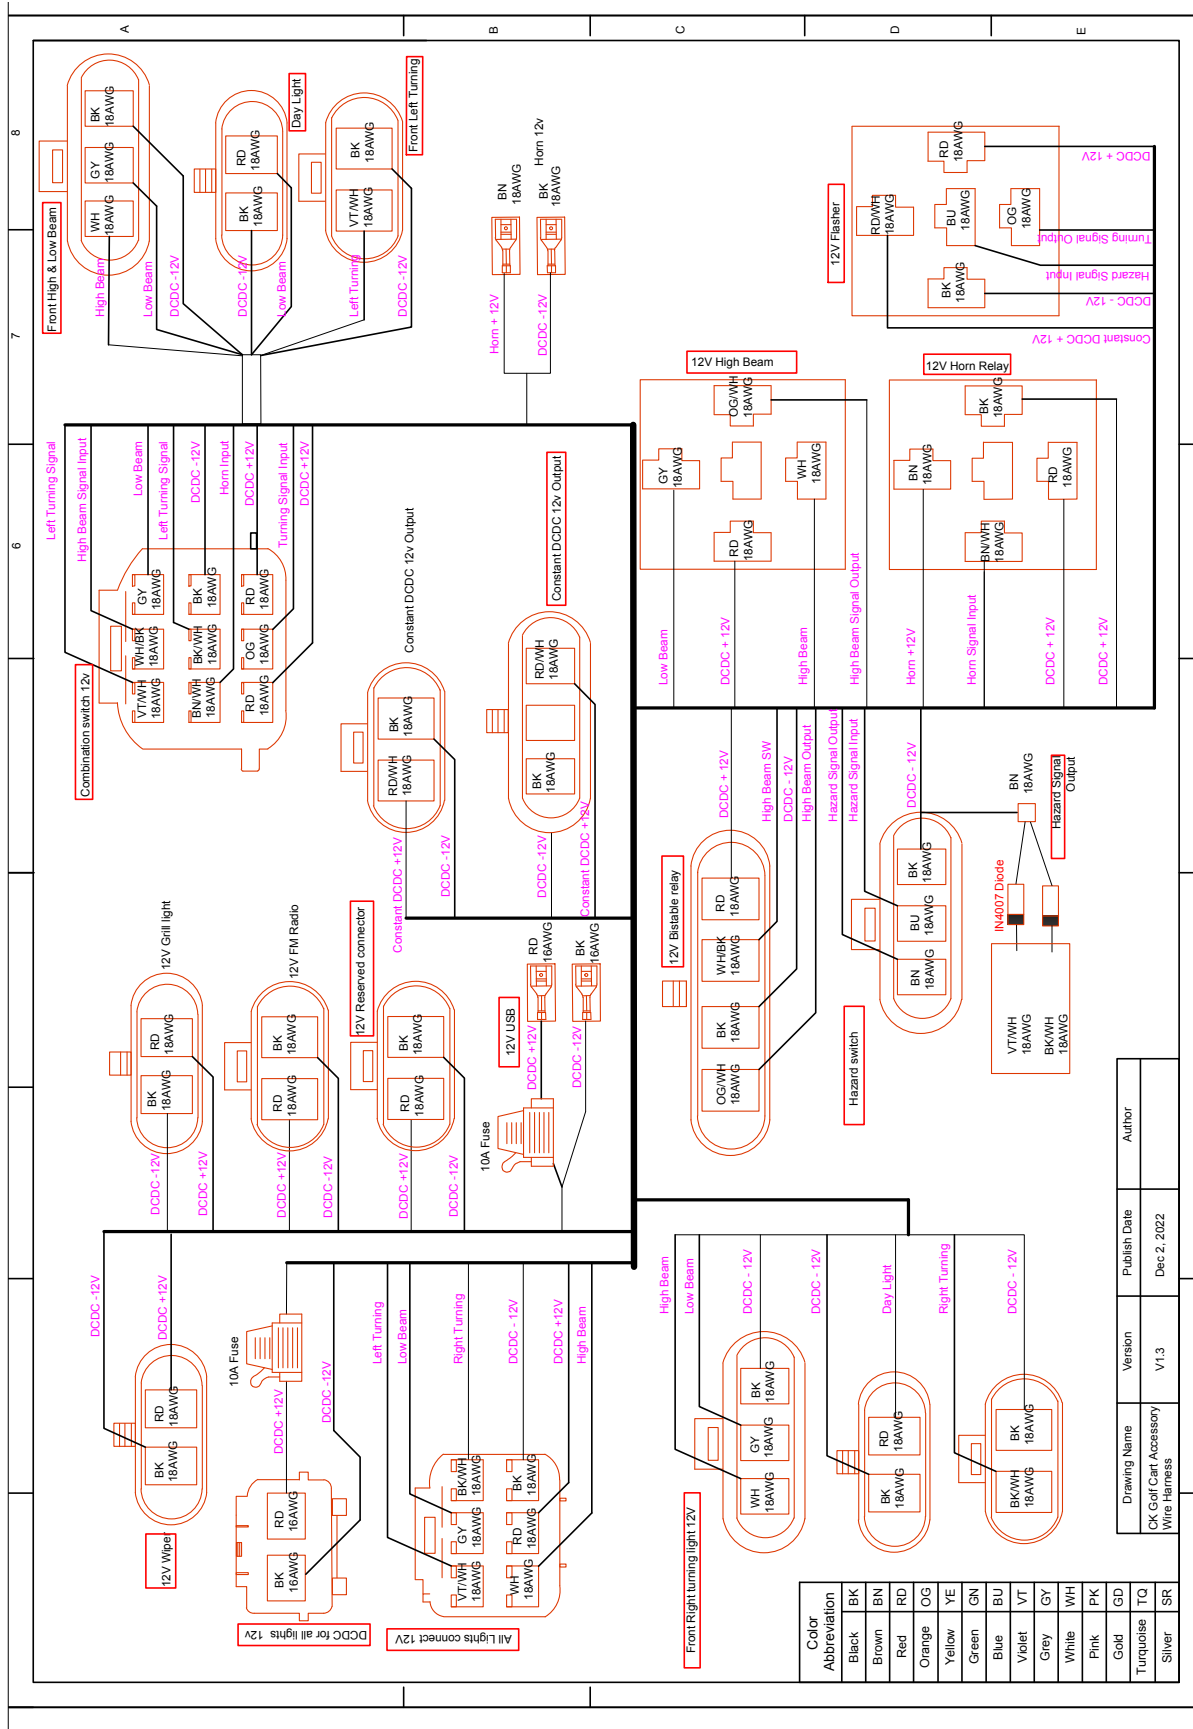 A
B
C
D
E
8
7
6
Front High & Low Beam
WH
18AWG
GY
18AWG
BK
18AWG
High Beam
Low Beam
DCDC -12V
Day Light
BK
18AWG
RD
18AWG
DCDC -12V
Low Beam
Front Left Turning
VT/WH
18AWG
BK
18AWG
Left Turning
DCDC -12V
BN
18AWG
BK
18AWG
Horn 12v
Horn + 12V
DCDC -12V
12V Flasher
RD/WH
18AWG
RD
18AWG
BU
18AWG
OG
18AWG
BK
18AWG
DCDC + 12V
Turning Signal Output
Hazard Signal Input
DCDC - 12V
Constant DCDC + 12V
Combination switch 12v
VT/WH
18AWG
WH/BK
18AWG
GY
18AWG
BN/WH
18AWG
BK/WH
18AWG
BK
18AWG
RD
18AWG
OG
18AWG
RD
18AWG
Left Turning Signal
High Beam Signal Input
Low Beam
Left Turning Signal
DCDC -12V
Horn Input
DCDC +12V
Turning Signal Input
DCDC +12V
Constant DCDC 12v Output
RD/WH
18AWG
BK
18AWG
Constant DCDC +12V
DCDC -12V
Constant DCDC 12v Output
BK
18AWG
RD/WH
18AWG
DCDC -12V
Constant DCDC +12V
12V High Beam
GY
18AWG
OG/WH
18AWG
WH
18AWG
RD
18AWG
Low Beam
DCDC + 12V
High Beam
High Beam Signal Output
12V Horn Relay
BN
18AWG
BK
18AWG
RD
18AWG
BN/WH
18AWG
Horn +12V
Horn Signal Input
DCDC + 12V
DCDC + 12V
12V Grill light
BK
18AWG
RD
18AWG
DCDC -12V
DCDC +12V
12V FM Radio
RD
18AWG
BK
18AWG
DCDC +12V
DCDC -12V
12V Reserved connector
RD
18AWG
BK
18AWG
DCDC +12V
DCDC -12V
12V USB
RD
16AWG
BK
16AWG
DCDC +12V
DCDC -12V
10A Fuse
12V Bistable relay
OG/WH
18AWG
BK
18AWG
WH/BK
18AWG
RD
18AWG
DCDC + 12V
High Beam SW
DCDC - 12V
High Beam Output
Hazard switch
BN
18AWG
BU
18AWG
BK
18AWG
Hazard Signal Output
Hazard Signal Input
DCDC - 12V
BN
18AWG
Hazard Signal
Output
IN4007 Diode
VT/WH
18AWG
BK/WH
18AWG
12V Wiper
BK
18AWG
RD
18AWG
DCDC -12V
DCDC +12V
DCDC for all lights 12v
BK
16AWG
RD
16AWG
10A Fuse
DCDC +12V
DCDC -12V
All Lights connect 12V
VT/WH
18AWG
GY
18AWG
BK/WH
18AWG
WH
18AWG
RD
18AWG
BK
18AWG
Left Turning
Low Beam
Right Turning
DCDC - 12V
DCDC +12V
High Beam
Front Right turning light 12V
WH
18AWG
GY
18AWG
BK
18AWG
High Beam
Low Beam
DCDC - 12V
BK
18AWG
RD
18AWG
DCDC - 12V
Day Light
BK/WH
18AWG
BK
18AWG
Right Turning
DCDC - 12V
Color
Abbreviation
Black BK
Brown BN
Red RD
Orange OG
Yellow YE
Green GN
Blue BU
Violet VT
Grey GY
White WH
Pink PK
Gold GD
Turquoise TQ
Silver SR
Drawing Name Version Publish Date Author
CK Golf Cart Accessory
Wire Harness
V1.3
Dec 2, 2022